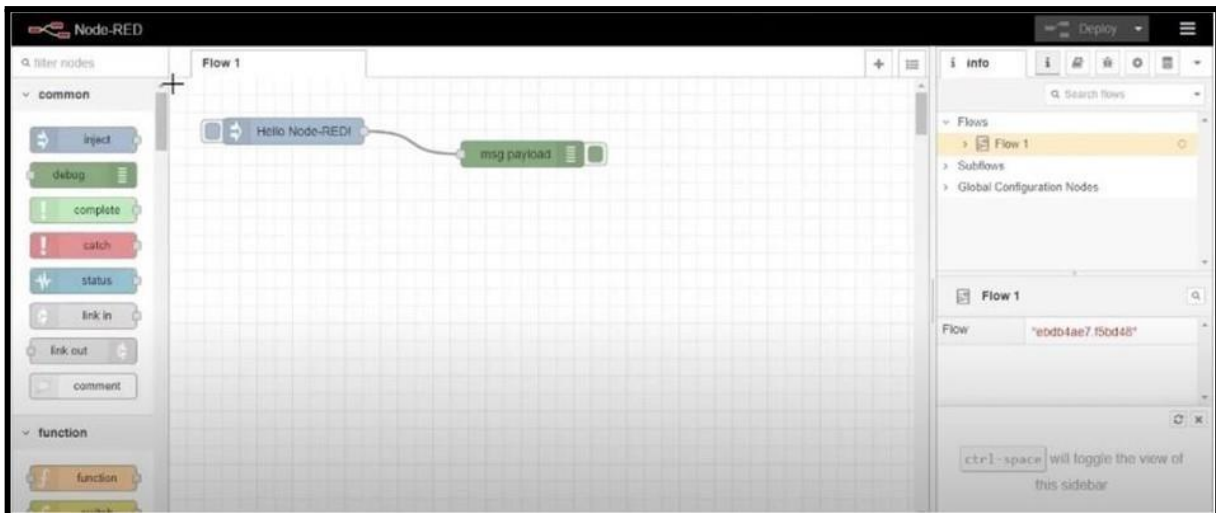 Node-RED
Deploy
filter nodes
Flow 1
i info
i
Search flows
common
Hello Node-RED!
msg payload
inject
debug
complete
catch
status
link in
link out
comment
function
f function
switch
Flows
Flow 1
Subflows
Global Configuration Nodes
Flow 1
Flow "ebdb4ae7.f5bd48"
ctrl-space will toggle the view of
this sidebar